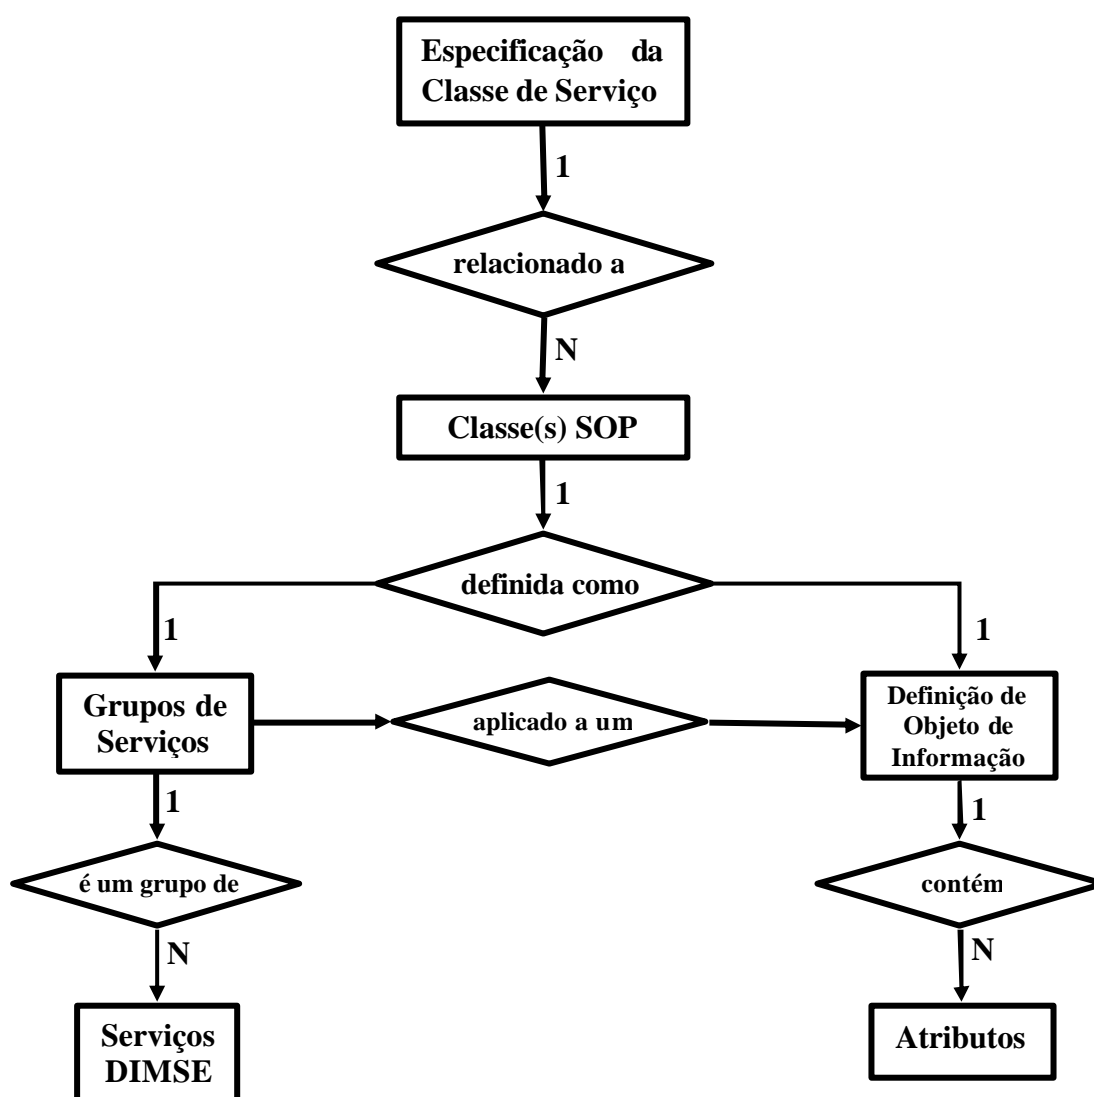 Especificação da
Classe de Serviço
1
relacionado a
N
Classe(s) SOP
1
definida como
1
1
Grupos de
Serviços
aplicado a um
Definição de
Objeto de
Informação
1
1
é um grupo de
contém
N
N
Serviços
DIMSE
Atributos